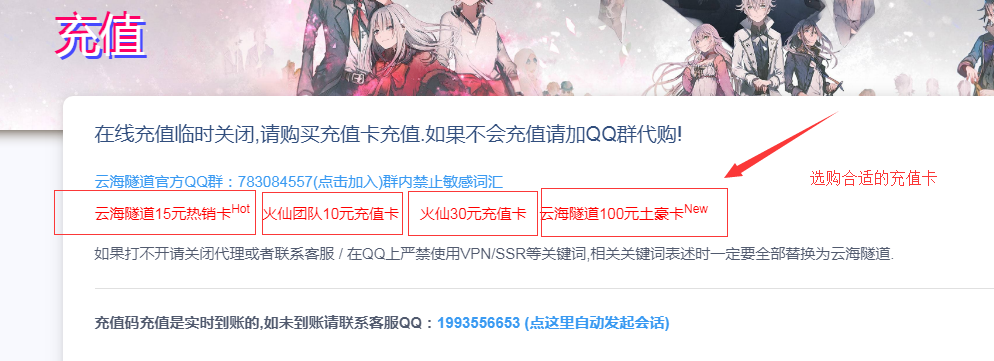 充值
在线充值临时关闭,请购买充值卡充值.如果不会充值请加QQ群代购!
云海隧道官方QQ群：783084557(点击加入)群内禁止敏感词汇
选购合适的充值卡
云海隧道15元热销卡Hot 火仙团队10元充值卡 火仙30元充值卡 云海隧道100元土豪卡New
如果打不开请关闭代理或者联系客服 / 在QQ上严禁使用VPN/SSR等关键词,相关关键词表述时一定要全部替换为云海隧道.
充值码充值是实时到账的,如未到账请联系客服QQ：1993556653 (点这里自动发起会话)